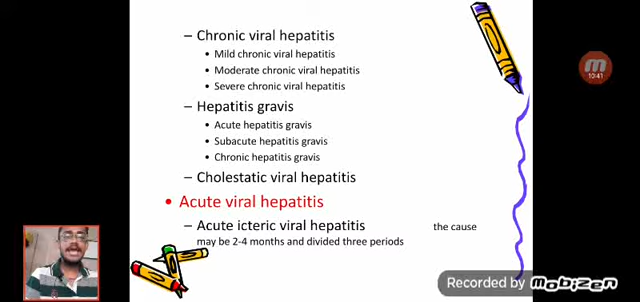 – Chronic viral hepatitis
• Mild chronic viral hepatitis
• Moderate chronic viral hepatitis
• Severe chronic viral hepatitis
– Hepatitis gravis
• Acute hepatitis gravis
• Subacute hepatitis gravis
• Chronic hepatitis gravis
– Cholestatic viral hepatitis
• Acute viral hepatitis
– Acute icteric viral hepatitis the cause
may be 2-4 months and divided three periods
10:41
Recorded by mobizen